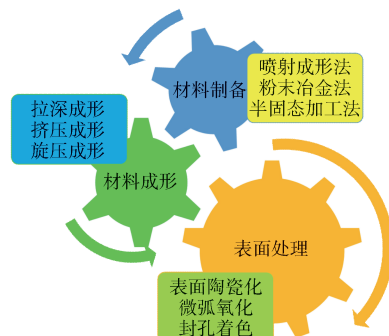 材料制备
喷射成形法
粉末冶金法
半固态加工法
拉深成形
挤压成形
旋压成形
材料成形
表面处理
表面陶瓷化
微弧氧化
封孔着色